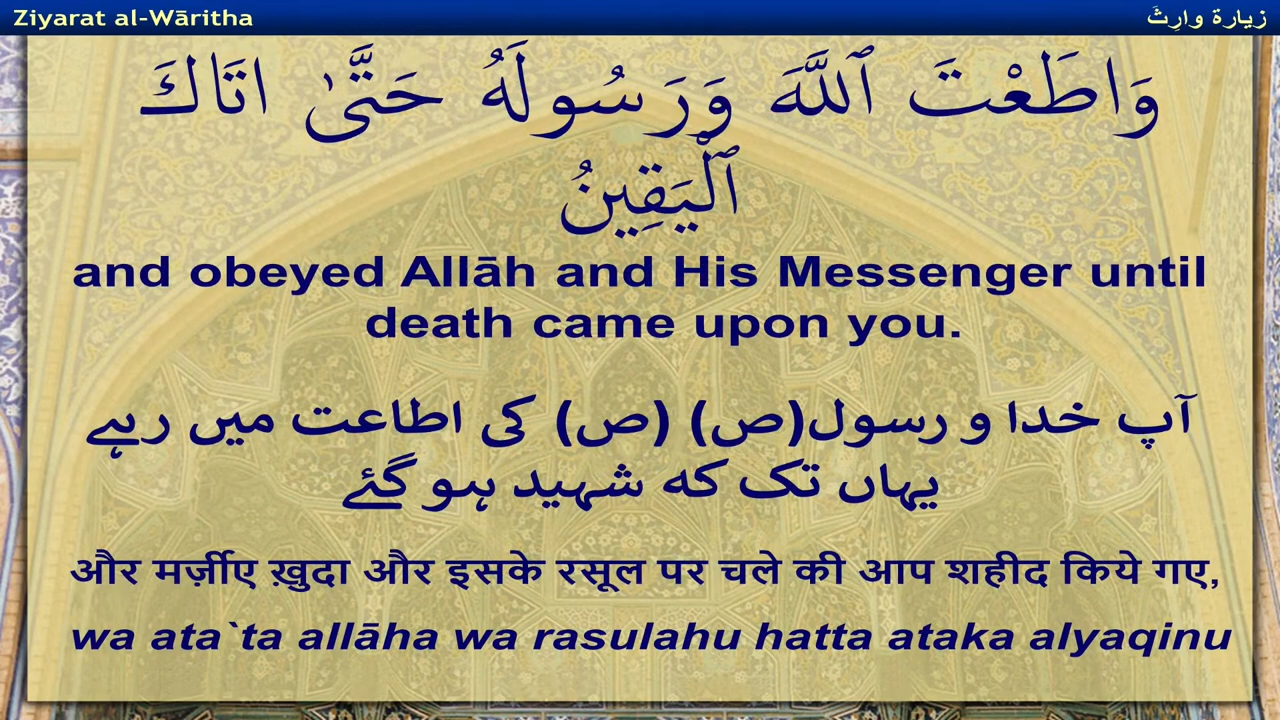 Ziyarat al-Wāritha
زيارة وارِثَ
وَاطَعْتَ ٱللَّهَ وَرَسُولَهُ حَتَّىٰ اتَاكَ
ٱلْيَقِينُ
and obeyed Allāh and His Messenger until
death came upon you.
آپ خدا و رسول(ص) (ص) کی اطاعت میں رہے
یہاں تک که شہید ہو گئے
और मर्ज़ीए ख़ुदा और इसके रसूल पर चले की आप शहीद किये गए,
wa ata`ta allāha wa rasulahu hatta ataka alyaqinu